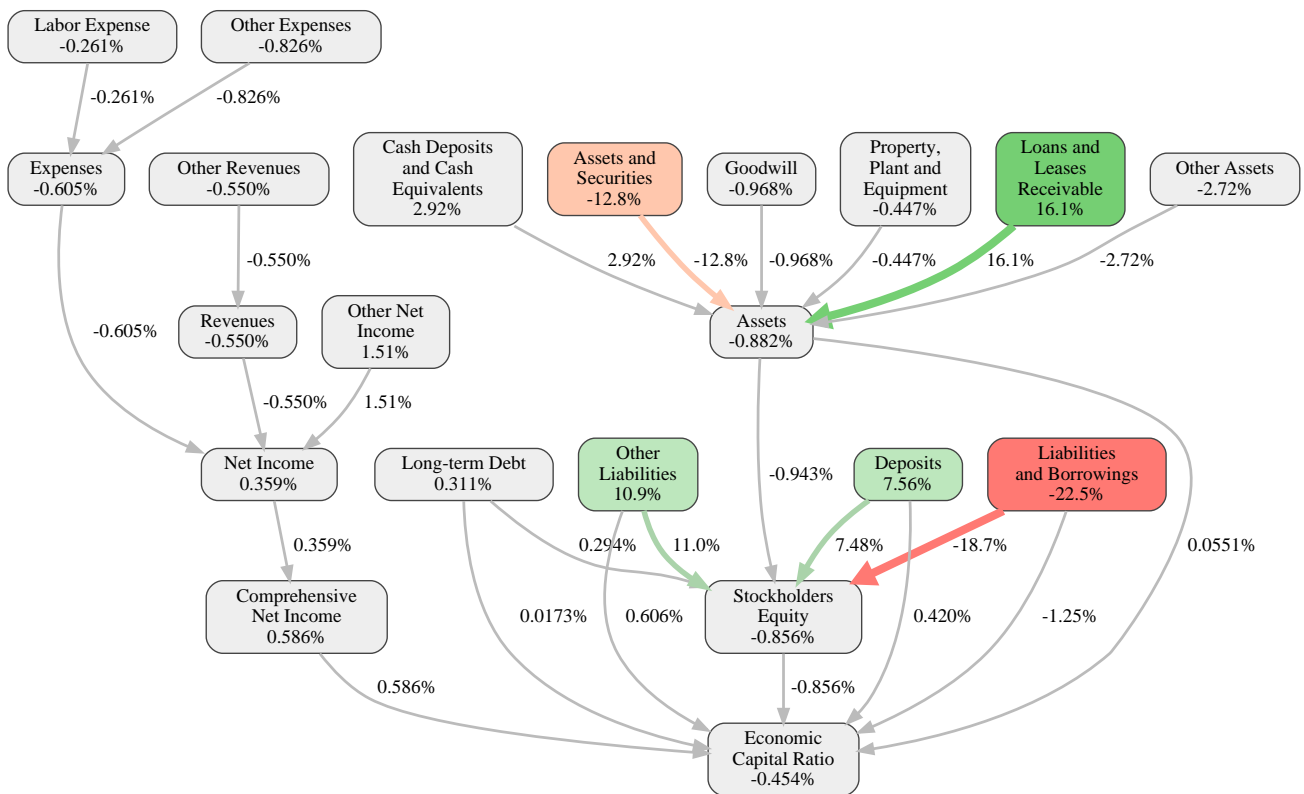 Labor Expense
-0.261%
Other Expenses
-0.826%
-0.261%
-0.826%
Expenses
-0.605%
Other Revenues
-0.550%
Cash Deposits
and Cash
Equivalents
2.92%
Assets and
Securities
-12.8%
Goodwill
-0.968%
Property,
Plant and
Equipment
-0.447%
Loans and
Leases
Receivable
16.1%
Other Assets
-2.72%
-0.550%
2.92%
-12.8%
-0.968%
-0.447%
16.1%
-2.72%
-0.605%
Revenues
-0.550%
Other Net
Income
1.51%
Assets
-0.882%
-0.550%
1.51%
Net Income
0.359%
Long-term Debt
0.311%
Other
Liabilities
10.9%
-0.943%
Deposits
7.56%
Liabilities
and Borrowings
-22.5%
0.359%
0.294%
11.0%
7.48%
-18.7%
0.0551%
Comprehensive
Net Income
0.586%
0.0173%
0.606%
Stockholders
Equity
-0.856%
0.420%
-1.25%
0.586%
-0.856%
Economic
Capital Ratio
-0.454%